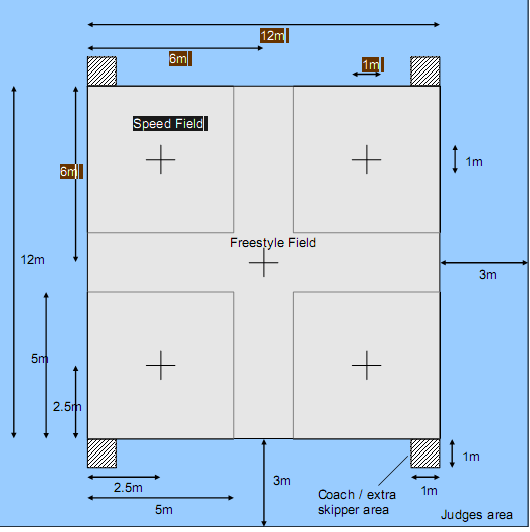 12m
6m
1m
Speed Field
1m
6m
Freestyle Field
12m
3m
5m
2.5m
1m
3m
2.5m
1m
Coach / extra
skipper area
5m
Judges area